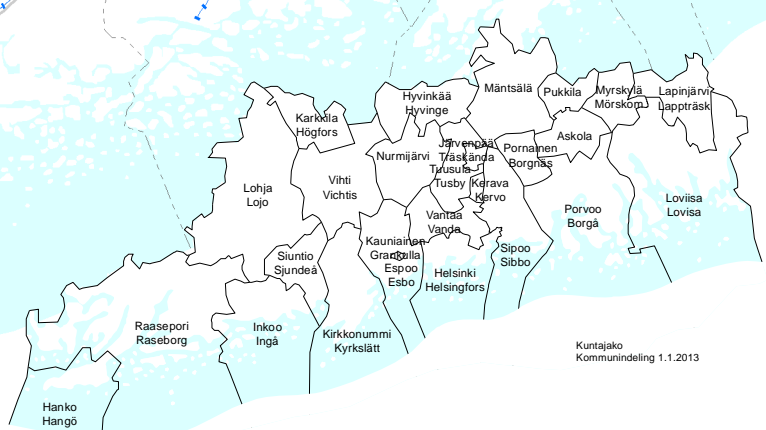 Mäntsälä
Pukkila
Myrskylä
Mörskom
Lapinjärvi
Lappträsk
Hyvinkää
Hyvinge
Karkkila
Högfors
Askola
Järvenpää
Träskända
Pornainen
Borgnäs
Nurmijärvi
Tuusula
Tusby
Kerava
Kervo
Lohja
Lojo
Vihti
Vichtis
Loviisa
Lovisa
Porvoo
Borgå
Vantaa
Vanda
Kauniainen
Grankulla
Espoo
Esbo
Sipoo
Sibbo
Siuntio
Sjundeå
Helsinki
Helsingfors
Raasepori
Raseborg
Inkoo
Ingå
Kirkkonummi
Kyrkslätt
Kuntajako
Kommunindeling 1.1.2013
Hanko
Hangö